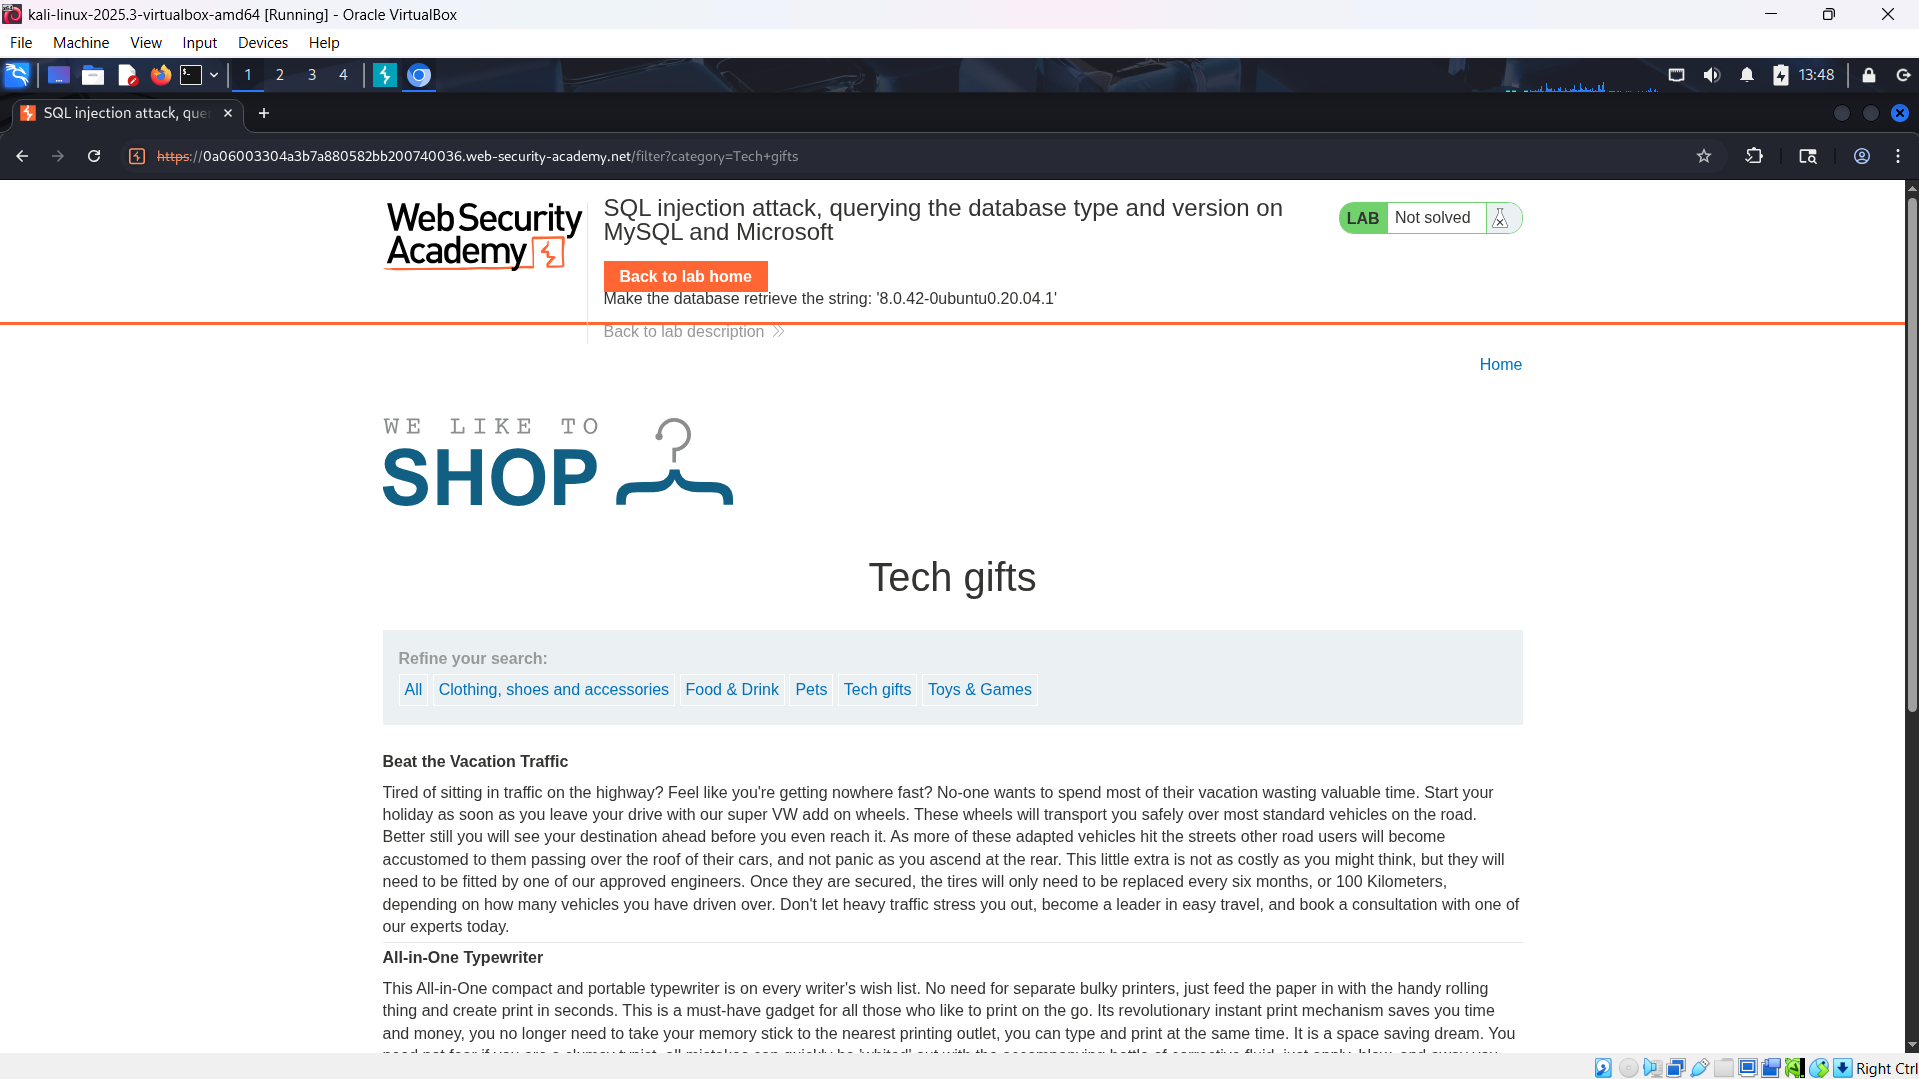 kali-linux-2025.3-virtualbox-amd64 [Running] - Oracle VirtualBox
File Machine View Input Devices Help
1 2 3 4 13:48
SQL injection attack, que
https://0a06003304a3b7a880582bb200740036.web-security-academy.net/filter?category=Tech+gifts
Web Security
Academy
SQL injection attack, querying the database type and version on
MySQL and Microsoft
LAB Not solved
Back to lab home
Make the database retrieve the string: '8.0.42-0ubuntu0.20.04.1'
Back to lab description
Home
WE LIKE TO
SHOP
Tech gifts
Refine your search:
All Clothing, shoes and accessories Food & Drink Pets Tech gifts Toys & Games
Beat the Vacation Traffic
Tired of sitting in traffic on the highway? Feel like you're getting nowhere fast? No-one wants to spend most of their vacation wasting valuable time. Start your
holiday as soon as you leave your drive with our super VW add on wheels. These wheels will transport you safely over most standard vehicles on the road.
Better still you will see your destination ahead before you even reach it. As more of these adapted vehicles hit the streets other road users will become
accustomed to them passing over the roof of their cars, and not panic as you ascend at the rear. This little extra is not as costly as you might think, but they will
need to be fitted by one of our approved engineers. Once they are secured, the tires will only need to be replaced every six months, or 100 Kilometers,
depending on how many vehicles you have driven over. Don't let heavy traffic stress you out, become a leader in easy travel, and book a consultation with one of
our experts today.
All-in-One Typewriter
This All-in-One compact and portable typewriter is on every writer's wish list. No need for separate bulky printers, just feed the paper in with the handy rolling
thing and create print in seconds. This is a must-have gadget for all those who like to print on the go. Its revolutionary instant print mechanism saves you time
and money, you no longer need to take your memory stick to the nearest printing outlet, you can type and print at the same time. It is a space saving dream. You
Right Ctrl